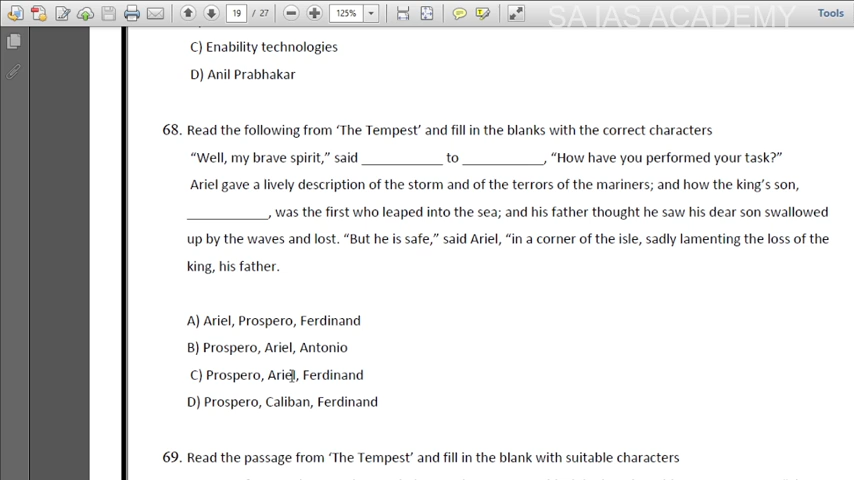 19 / 27
125%
SA IAS ACADEMY
Tools
C) Enability technologies
D) Anil Prabhakar
68. Read the following from ‘The Tempest’ and fill in the blanks with the correct characters
“Well, my brave spirit,” said ___________ to ___________, “How have you performed your task?”
Ariel gave a lively description of the storm and of the terrors of the mariners; and how the king’s son,
___________, was the first who leaped into the sea; and his father thought he saw his dear son swallowed
up by the waves and lost. “But he is safe,” said Ariel, “in a corner of the isle, sadly lamenting the loss of the
king, his father.
A) Ariel, Prospero, Ferdinand
B) Prospero, Ariel, Antonio
C) Prospero, Ariel, Ferdinand
D) Prospero, Caliban, Ferdinand
69. Read the passage from ‘The Tempest’ and fill in the blank with suitable characters